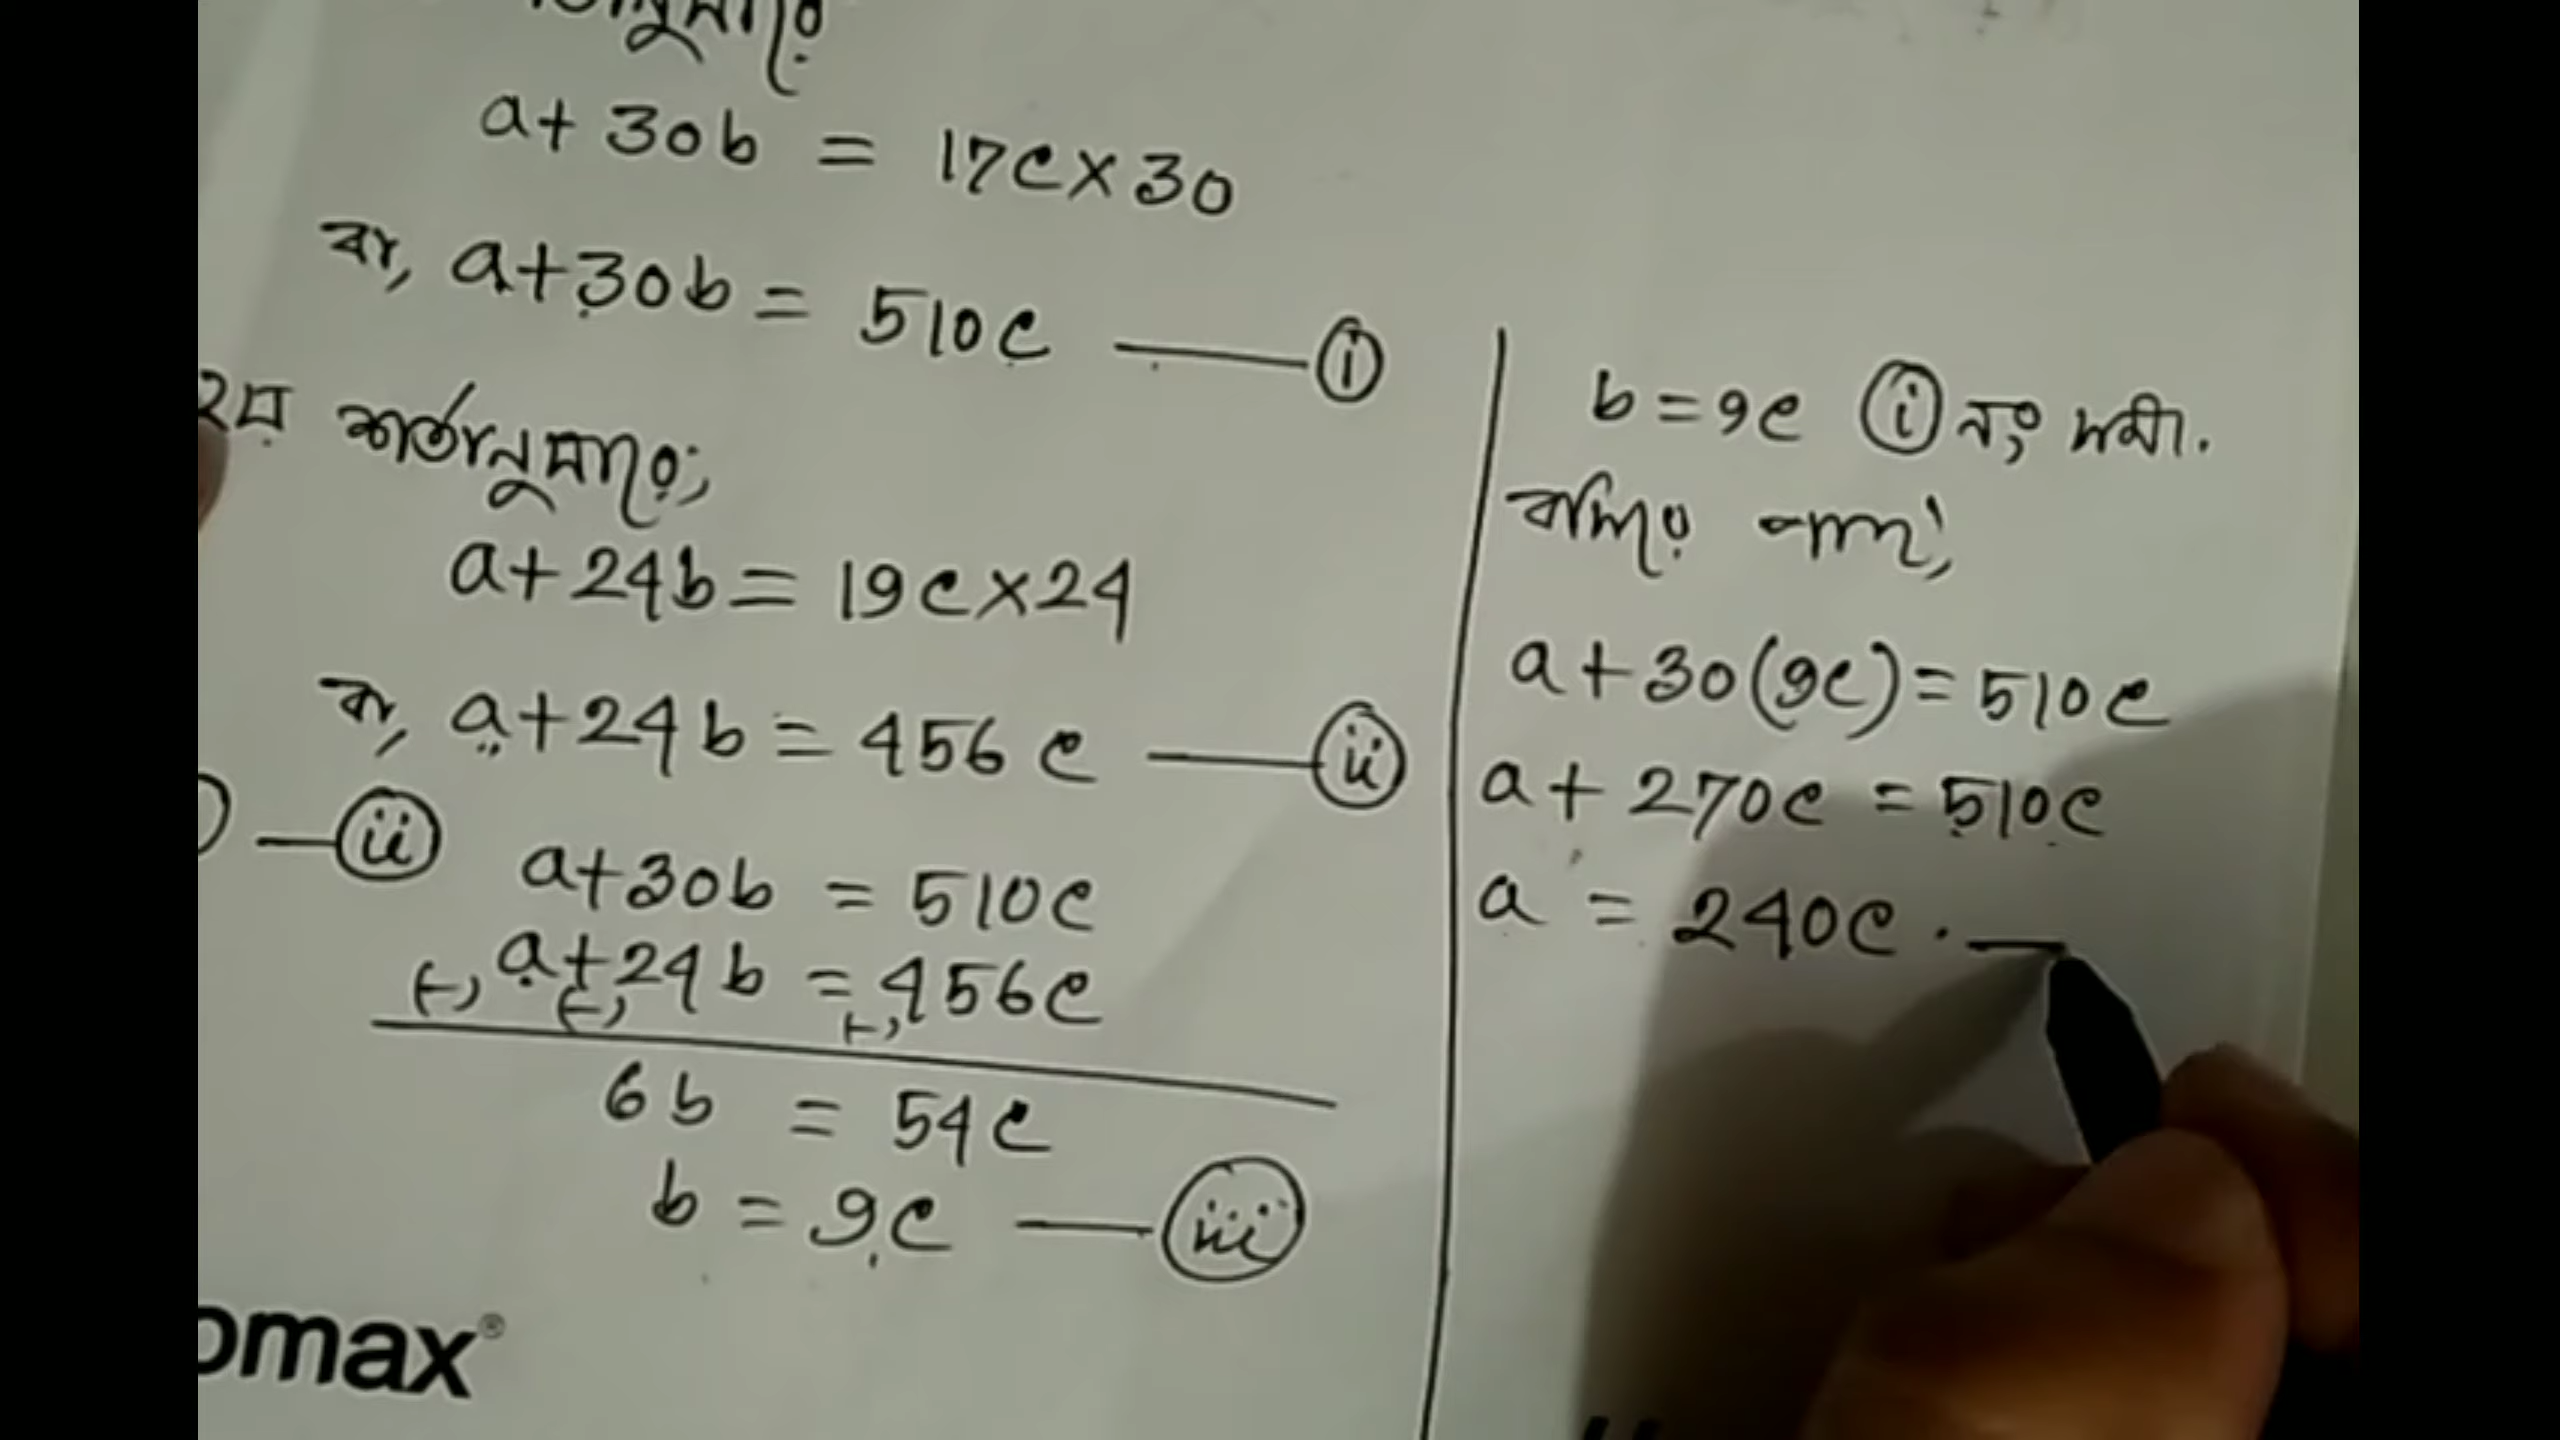 a+30b = 17c×30
বা, a+30b = 510c —— i
২য় শর্তানুসারে;
a+24b = 19c×24
বা, a+24b = 456c —— ii
— ii a+30b = 510c
(-) a+24b = 456c
(-) (-)
6b = 54c
b = 9c —— iii
omax®
b = 9c i নং সমী.
বসিয়ে পাই,
a+30(9c) = 510c
a+270c = 510c
a = 240c. —